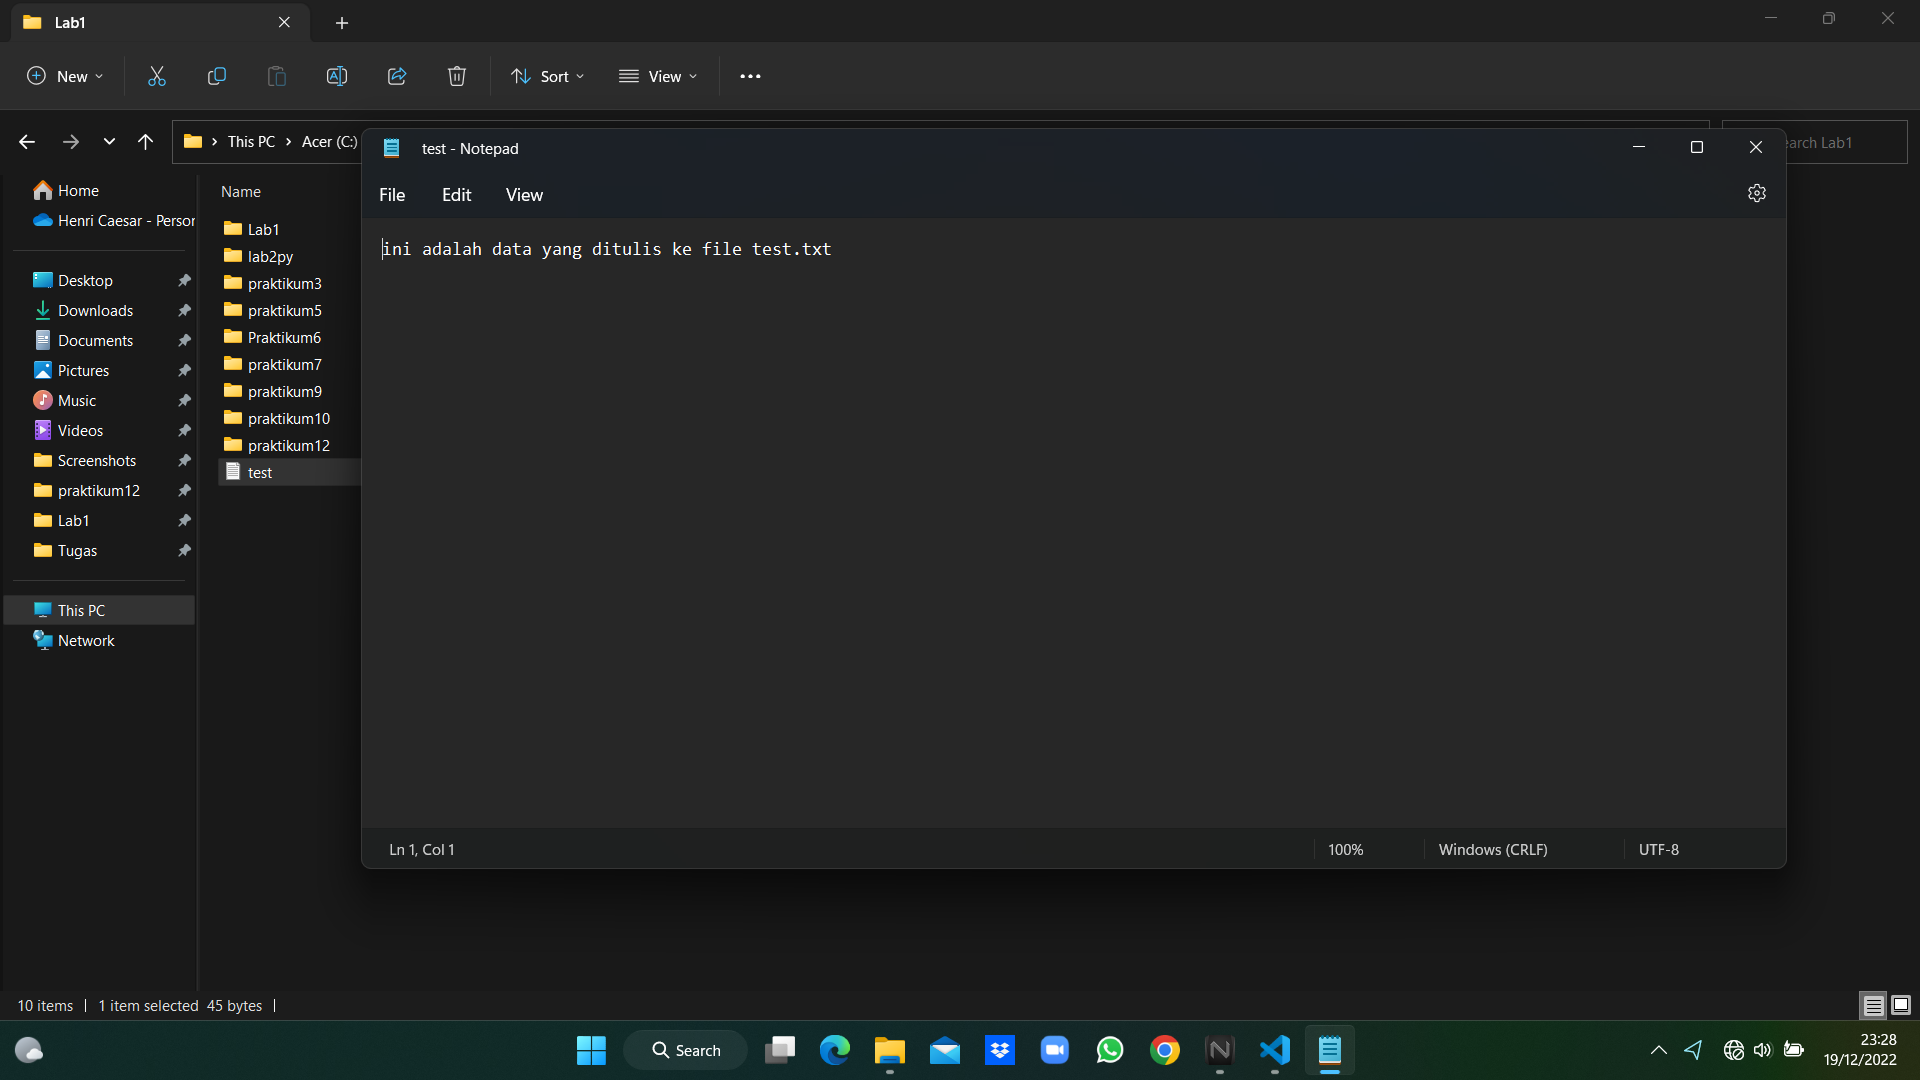 Lab1
New
Sort
View
This PC
Acer (C:)
test - Notepad
earch Lab1
File
Edit
View
ini adalah data yang ditulis ke file test.txt
Home
Henri Caesar - Persor
Desktop
Downloads
Documents
Pictures
Music
Videos
Screenshots
praktikum12
Lab1
Tugas
This PC
Network
Name
Lab1
lab2py
praktikum3
praktikum5
Praktikum6
praktikum7
praktikum9
praktikum10
praktikum12
test
Ln 1, Col 1
100%
Windows (CRLF)
UTF-8
10 items
1 item selected 45 bytes
Search
23:28
19/12/2022